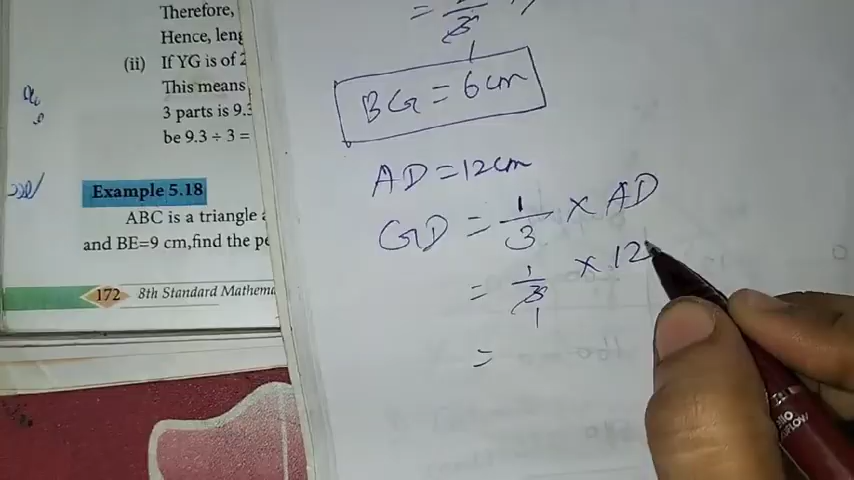 Therefore,
Hence, leng
(ii) If YG is of 2
This means
3 parts is 9.3
be 9.3 ÷ 3 =
Example 5.18
ABC is a triangle
and BE=9 cm,find the pe
172 8th Standard Mathema
BG = 6cm
AD = 12cm
GD = 1/3 × AD
= 1/3 × 12
1
=